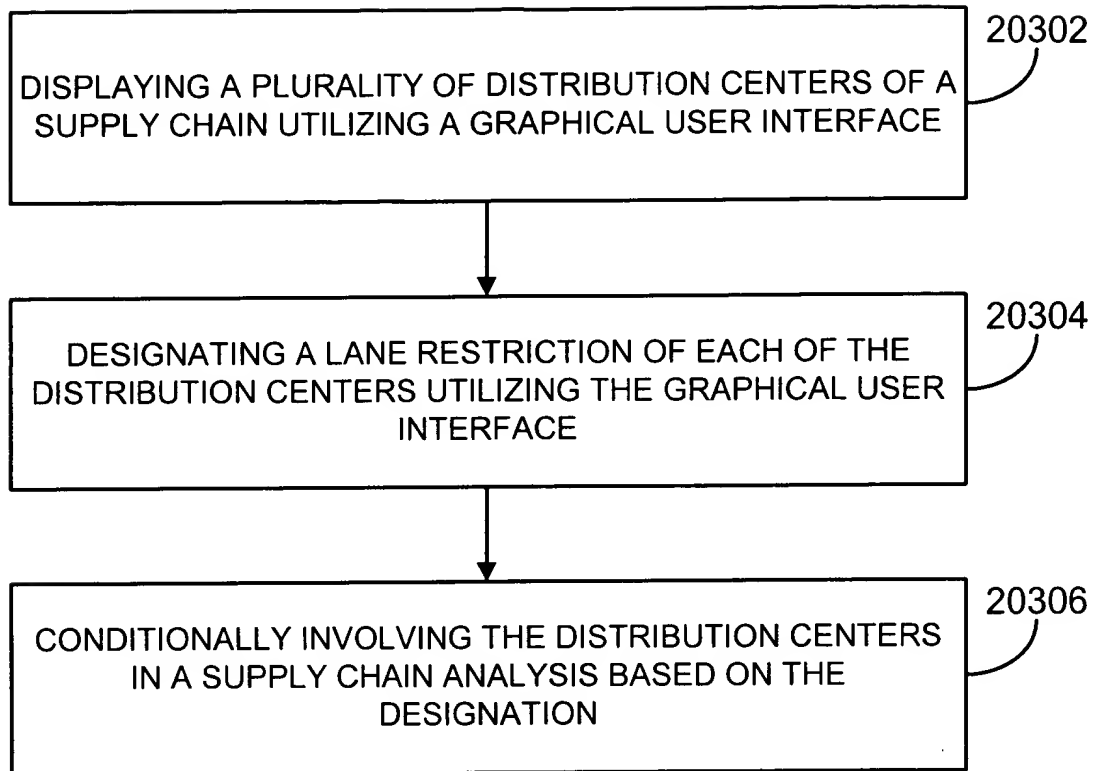 20302
DISPLAYING A PLURALITY OF DISTRIBUTION CENTERS OF A
SUPPLY CHAIN UTILIZING A GRAPHICAL USER INTERFACE
20304
DESIGNATING A LANE RESTRICTION OF EACH OF THE
DISTRIBUTION CENTERS UTILIZING THE GRAPHICAL USER
INTERFACE
20306
CONDITIONALLY INVOLVING THE DISTRIBUTION CENTERS
IN A SUPPLY CHAIN ANALYSIS BASED ON THE
DESIGNATION